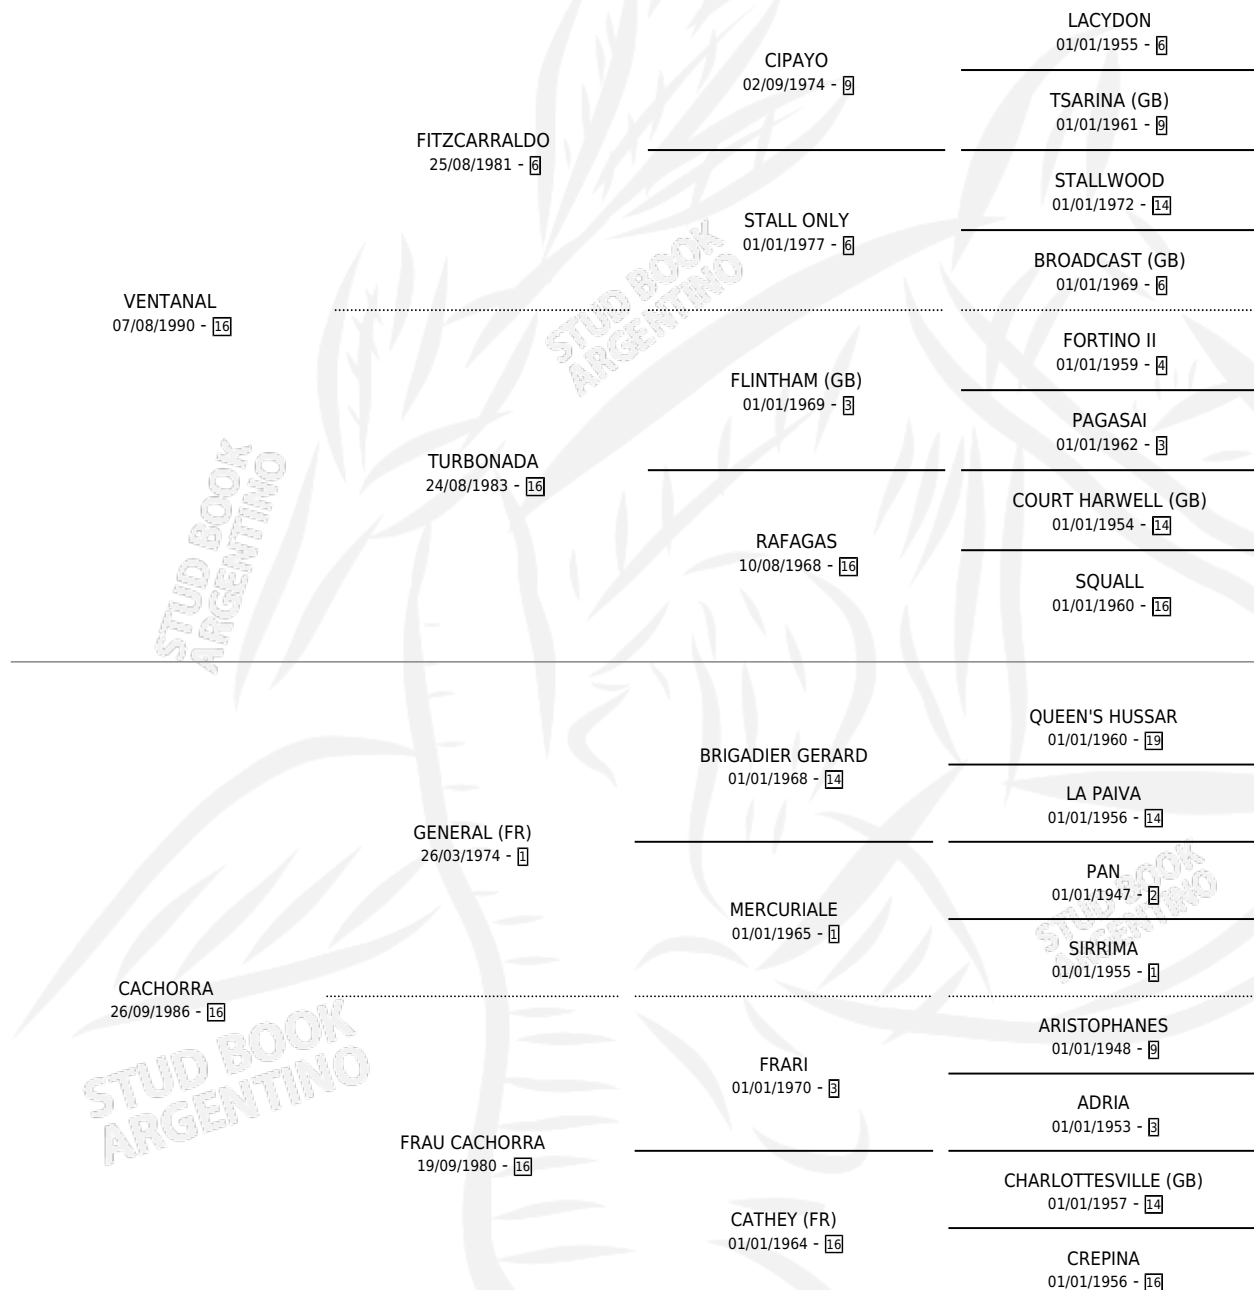 LACYDON
01/01/1955 - 6
CIPAYO
02/09/1974 - 9
TSARINA (GB)
01/01/1961 - 9
FITZCARRALDO
25/08/1981 - 6
STALLWOOD
01/01/1972 - 14
STALL ONLY
01/01/1977 - 6
BROADCAST (GB)
01/01/1969 - 6
VENTANAL
07/08/1990 - 16
STUD BOOK
ARGENTINO
FORTINO II
01/01/1959 - 4
FLINTHAM (GB)
01/01/1969 - 3
PAGASAI
01/01/1962 - 3
TURBONADA
24/08/1983 - 16
COURT HARWELL (GB)
01/01/1954 - 14
RAFAGAS
10/08/1968 - 16
SQUALL
01/01/1960 - 16
STUD BOOK
ARGENTINO
QUEEN'S HUSSAR
01/01/1960 - 19
BRIGADIER GERARD
01/01/1968 - 14
LA PAIVA
01/01/1956 - 14
GENERAL (FR)
26/03/1974 - 1
PAN
01/01/1947 - 2
MERCURIALE
01/01/1965 - 1
SIRRIMA
01/01/1955 - 1
STUD BOOK
ARGENTINO
CACHORRA
26/09/1986 - 16
STUD BOOK
ARGENTINO
ARISTOPHANES
01/01/1948 - 9
FRARI
01/01/1970 - 3
ADRIA
01/01/1953 - 3
FRAU CACHORRA
19/09/1980 - 16
CHARLOTTESVILLE (GB)
01/01/1957 - 14
CATHEY (FR)
01/01/1964 - 16
CREPINA
01/01/1956 - 16